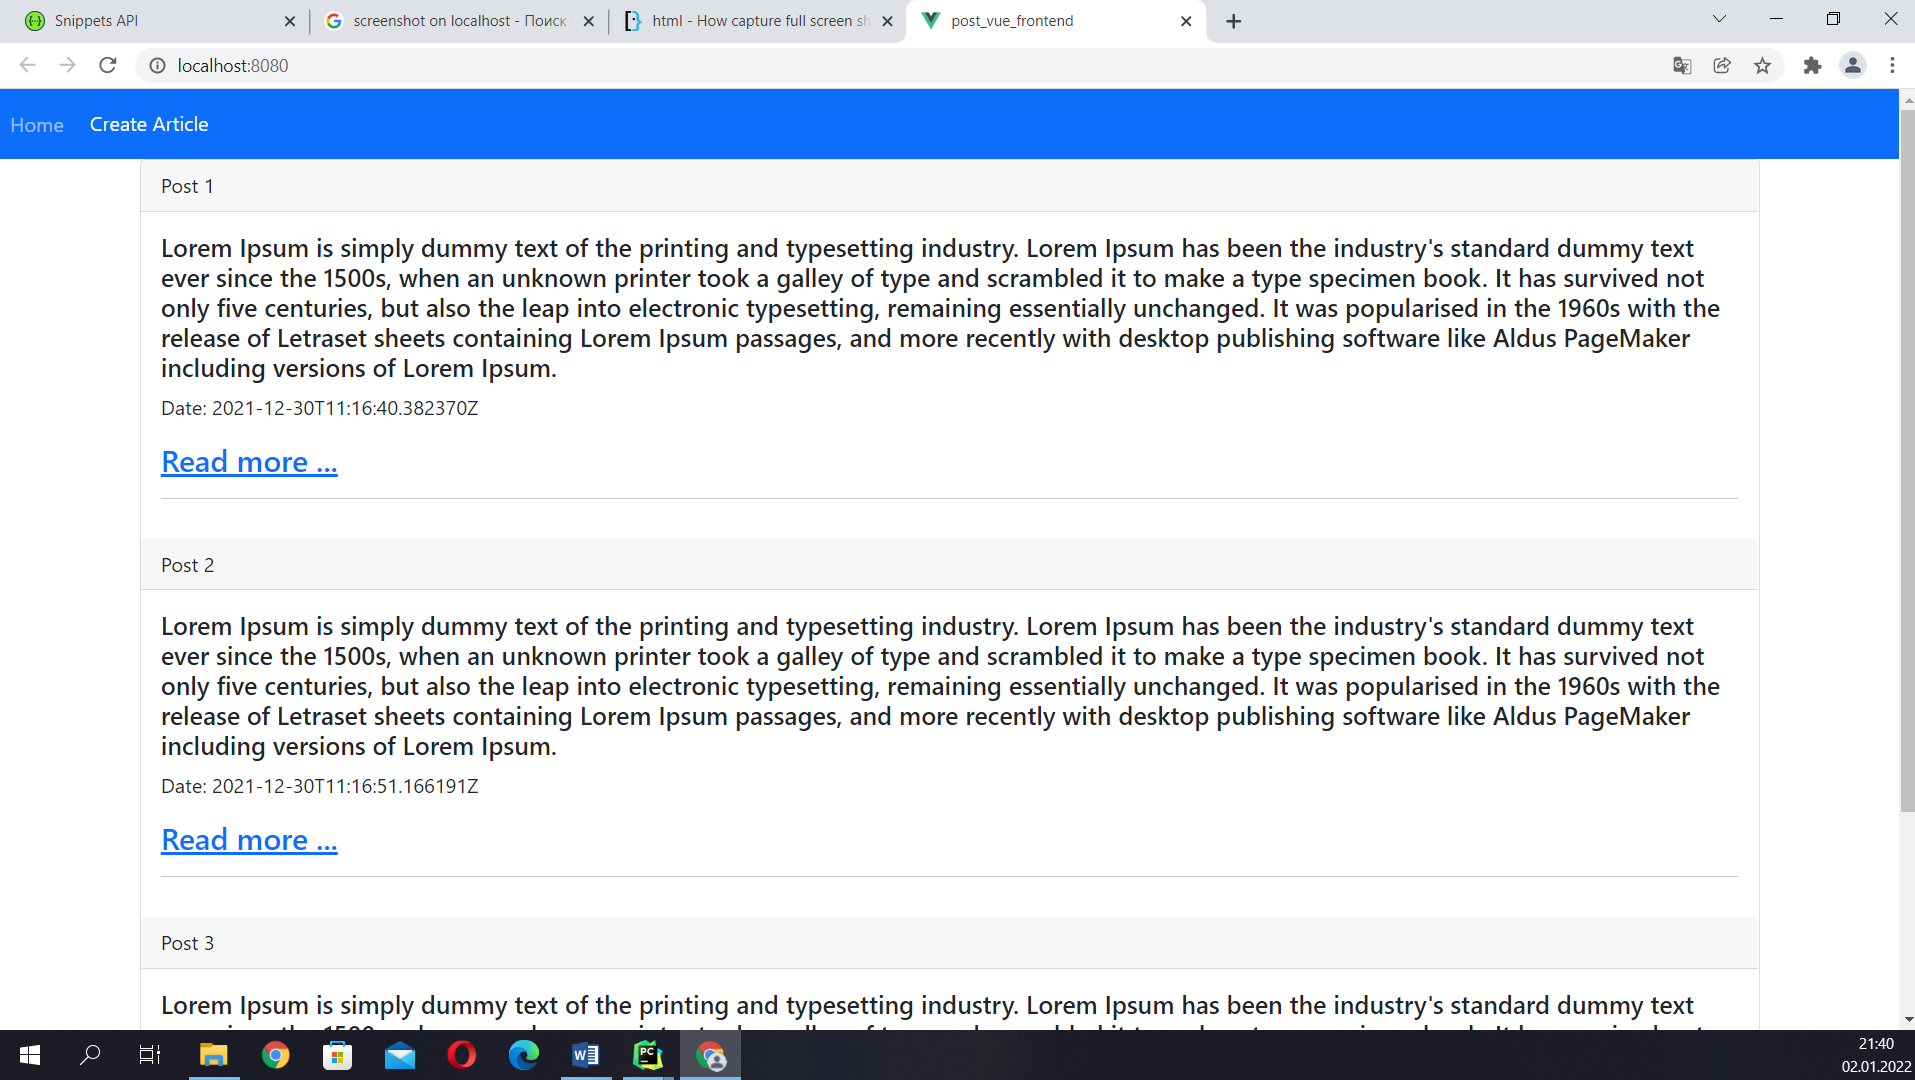 Snippets API
screenshot on localhost - Поиск
html - How capture full screen sh
post_vue_frontend
localhost:8080
Home
Create Article
Post 1
Lorem Ipsum is simply dummy text of the printing and typesetting industry. Lorem Ipsum has been the industry's standard dummy text
ever since the 1500s, when an unknown printer took a galley of type and scrambled it to make a type specimen book. It has survived not
only five centuries, but also the leap into electronic typesetting, remaining essentially unchanged. It was popularised in the 1960s with the
release of Letraset sheets containing Lorem Ipsum passages, and more recently with desktop publishing software like Aldus PageMaker
including versions of Lorem Ipsum.
Date: 2021-12-30T11:16:40.382370Z
Read more ...
Post 2
Lorem Ipsum is simply dummy text of the printing and typesetting industry. Lorem Ipsum has been the industry's standard dummy text
ever since the 1500s, when an unknown printer took a galley of type and scrambled it to make a type specimen book. It has survived not
only five centuries, but also the leap into electronic typesetting, remaining essentially unchanged. It was popularised in the 1960s with the
release of Letraset sheets containing Lorem Ipsum passages, and more recently with desktop publishing software like Aldus PageMaker
including versions of Lorem Ipsum.
Date: 2021-12-30T11:16:51.166191Z
Read more ...
Post 3
Lorem Ipsum is simply dummy text of the printing and typesetting industry. Lorem Ipsum has been the industry's standard dummy text
21:40
02.01.2022